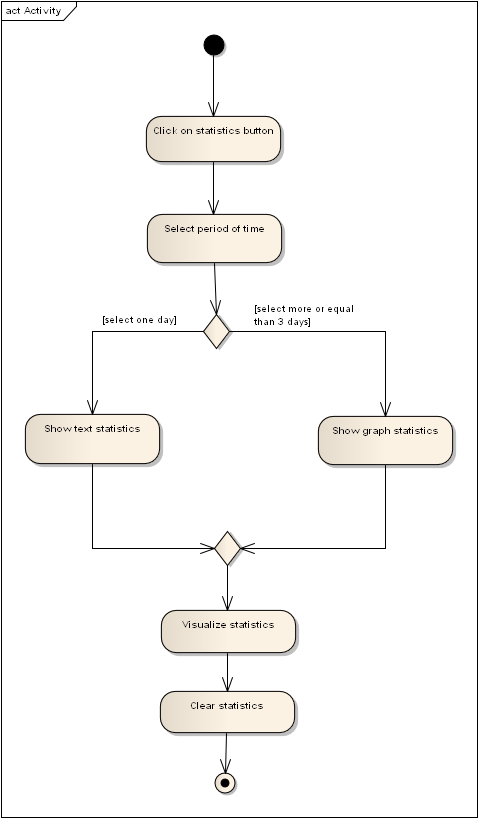 act Activity
Click on statistics button
Select period of time
[select one day]
[select more or equal
than 3 days]
Show text statistics
Show graph statistics
Visualize statistics
Clear statistics